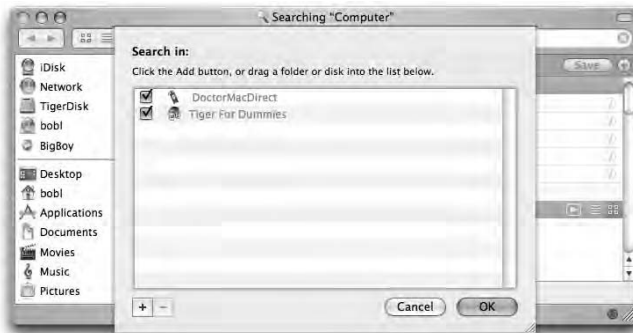 Searching "Computer"
Search in:
Click the Add button, or drag a folder or disk into the list below.
DoctorMacDirect
Tiger For Dummies
iDisk
Network
TigerDisk
bobl
BigBoy
Desktop
bobl
Applications
Documents
Movies
Music
Pictures
Save
+ −
Cancel
OK